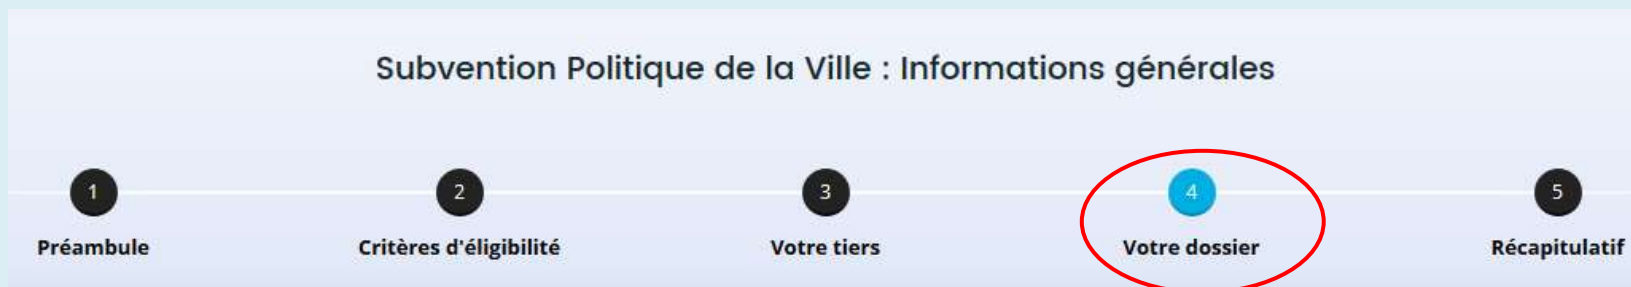 Subvention Politique de la Ville : Informations générales
1 2 3 4 5
Préambule Critères d'éligibilité Votre tiers Votre dossier Récapitulatif